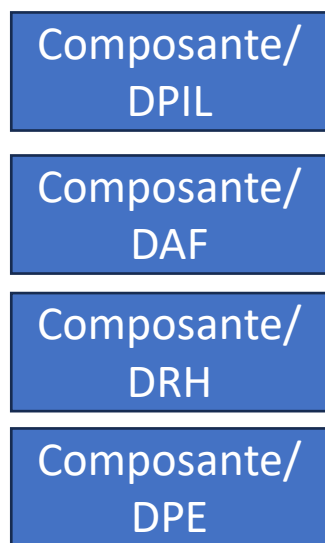 Composante/
DPIL
Composante/
DAF
Composante/
DRH
Composante/
DPE